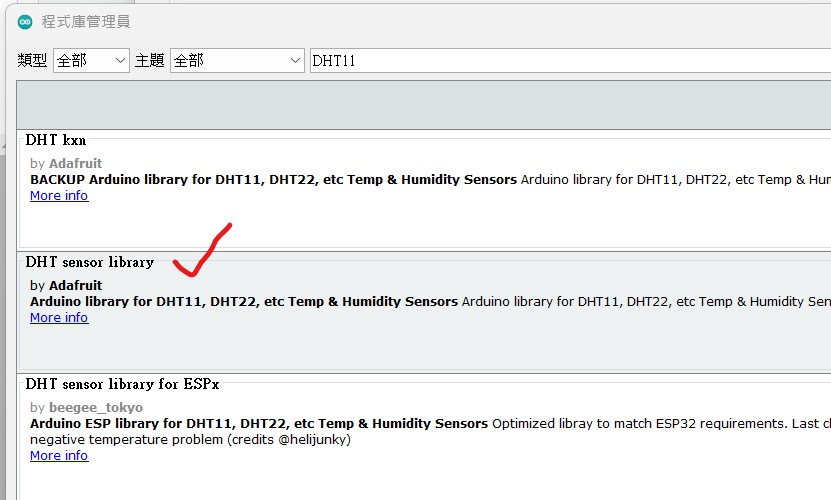 程式庫管理員
類型 全部 主題 全部 DHT11
DHT kxn
by Adafruit
BACKUP Arduino library for DHT11, DHT22, etc Temp & Humidity Sensors Arduino library for DHT11, DHT22, etc Temp & Hum
More info
DHT sensor library
by Adafruit
Arduino library for DHT11, DHT22, etc Temp & Humidity Sensors Arduino library for DHT11, DHT22, etc Temp & Humidity Sen
More info
DHT sensor library for ESPx
by beegee_tokyo
Arduino ESP library for DHT11, DHT22, etc Temp & Humidity Sensors Optimized libray to match ESP32 requirements. Last c
negative temperature problem (credits @helijunky)
More info